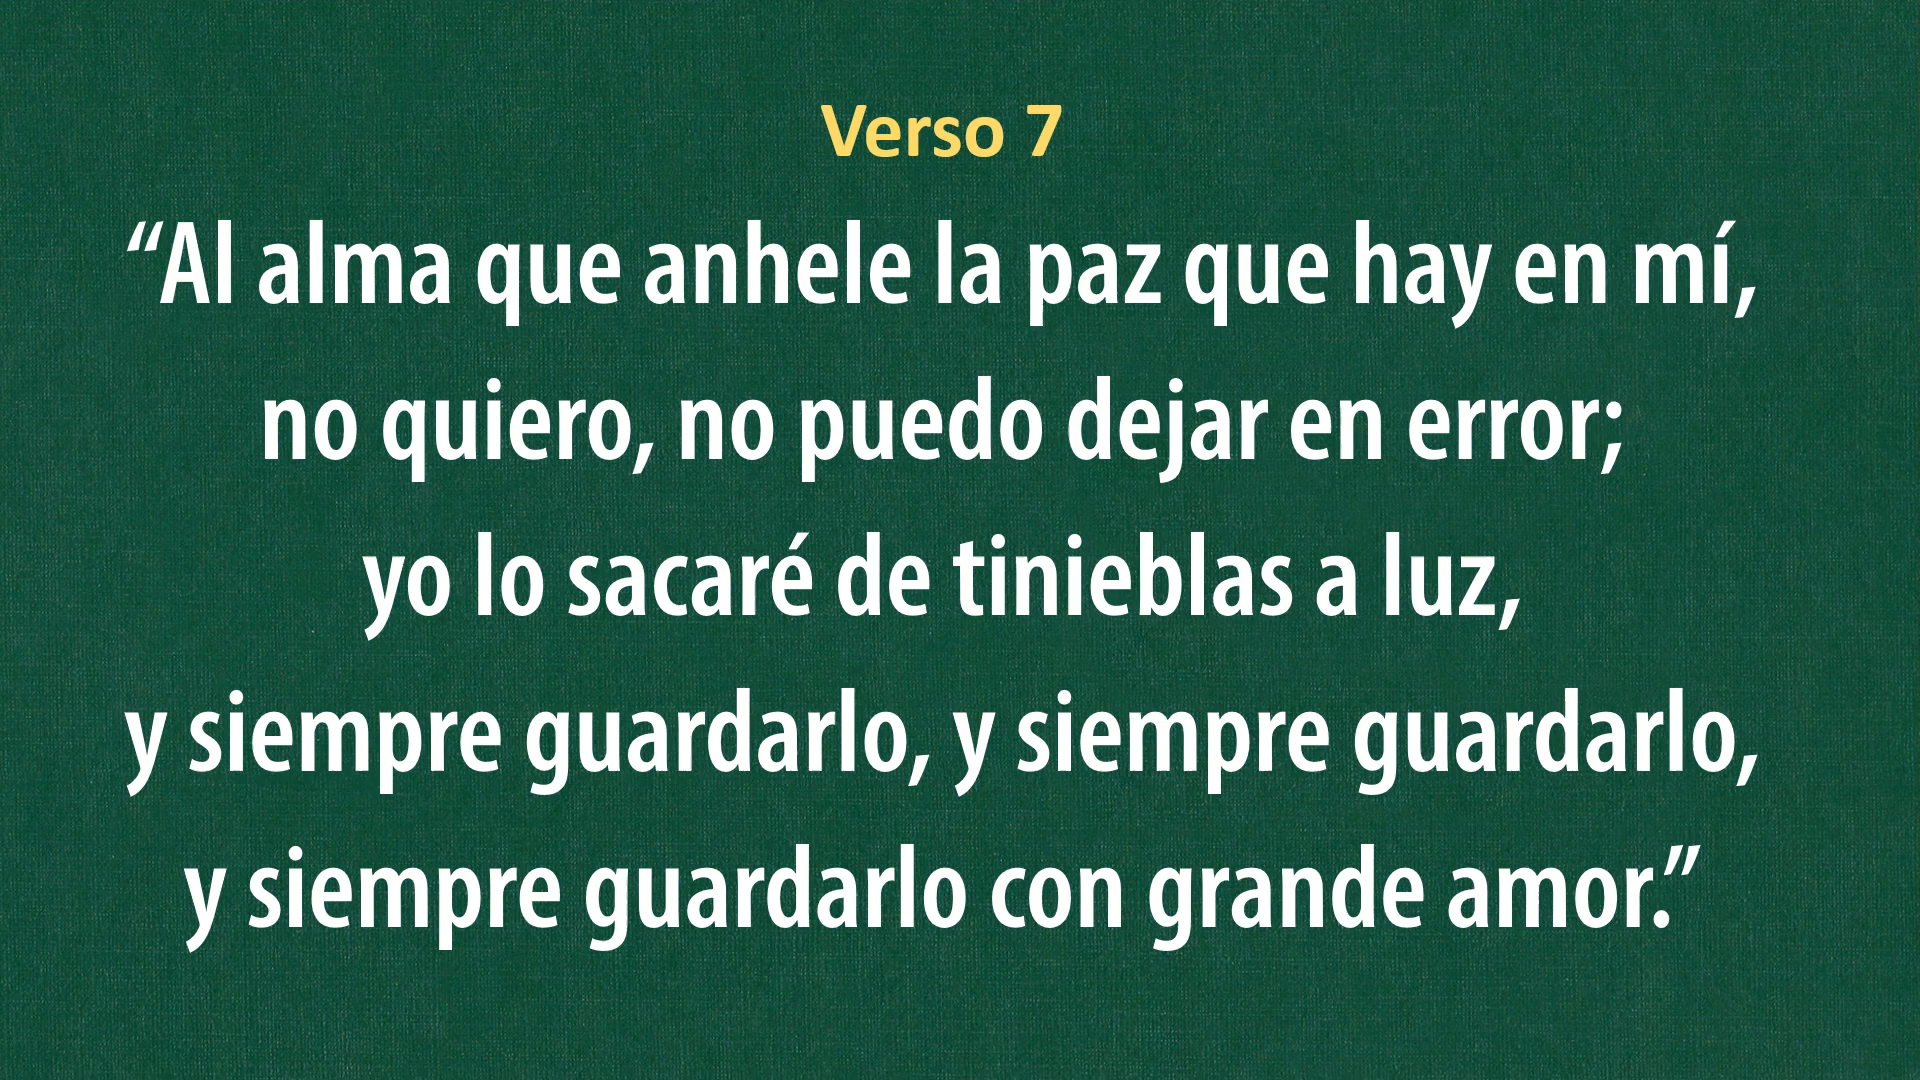 Verso 7
“Al alma que anhele la paz que hay en mí,
no quiero, no puedo dejar en error;
yo lo sacaré de tinieblas a luz,
y siempre guardarlo, y siempre guardarlo,
y siempre guardarlo con grande amor.”